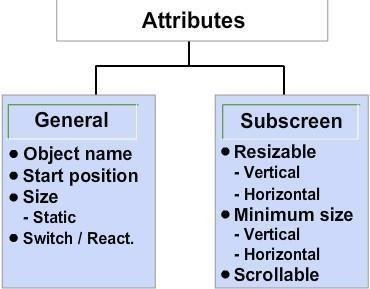 Attributes
General
● Object name
● Start position
● Size
- Static
● Switch / React.
Subscreen
● Resizable
- Vertical
- Horizontal
● Minimum size
- Vertical
- Horizontal
● Scrollable